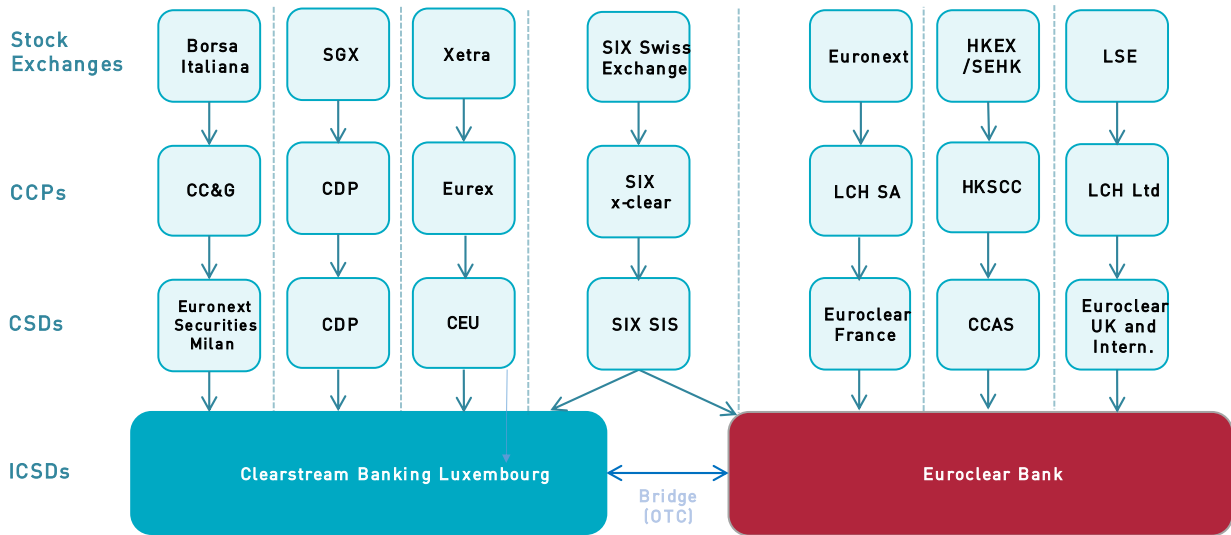 Stock
Exchanges
Borsa
Italiana
SGX
Xetra
SIX Swiss
Exchange
Euronext
HKEX
/SEHK
LSE
CCPs
CC&G
CDP
Eurex
SIX
x-clear
LCH SA
HKSCC
LCH Ltd
CSDs
Euronext
Securities
Milan
CDP
CEU
SIX SIS
Euroclear
France
CCAS
Euroclear
UK and
Intern.
ICSDs
Clearstream Banking Luxembourg
Bridge
(OTC)
Euroclear Bank